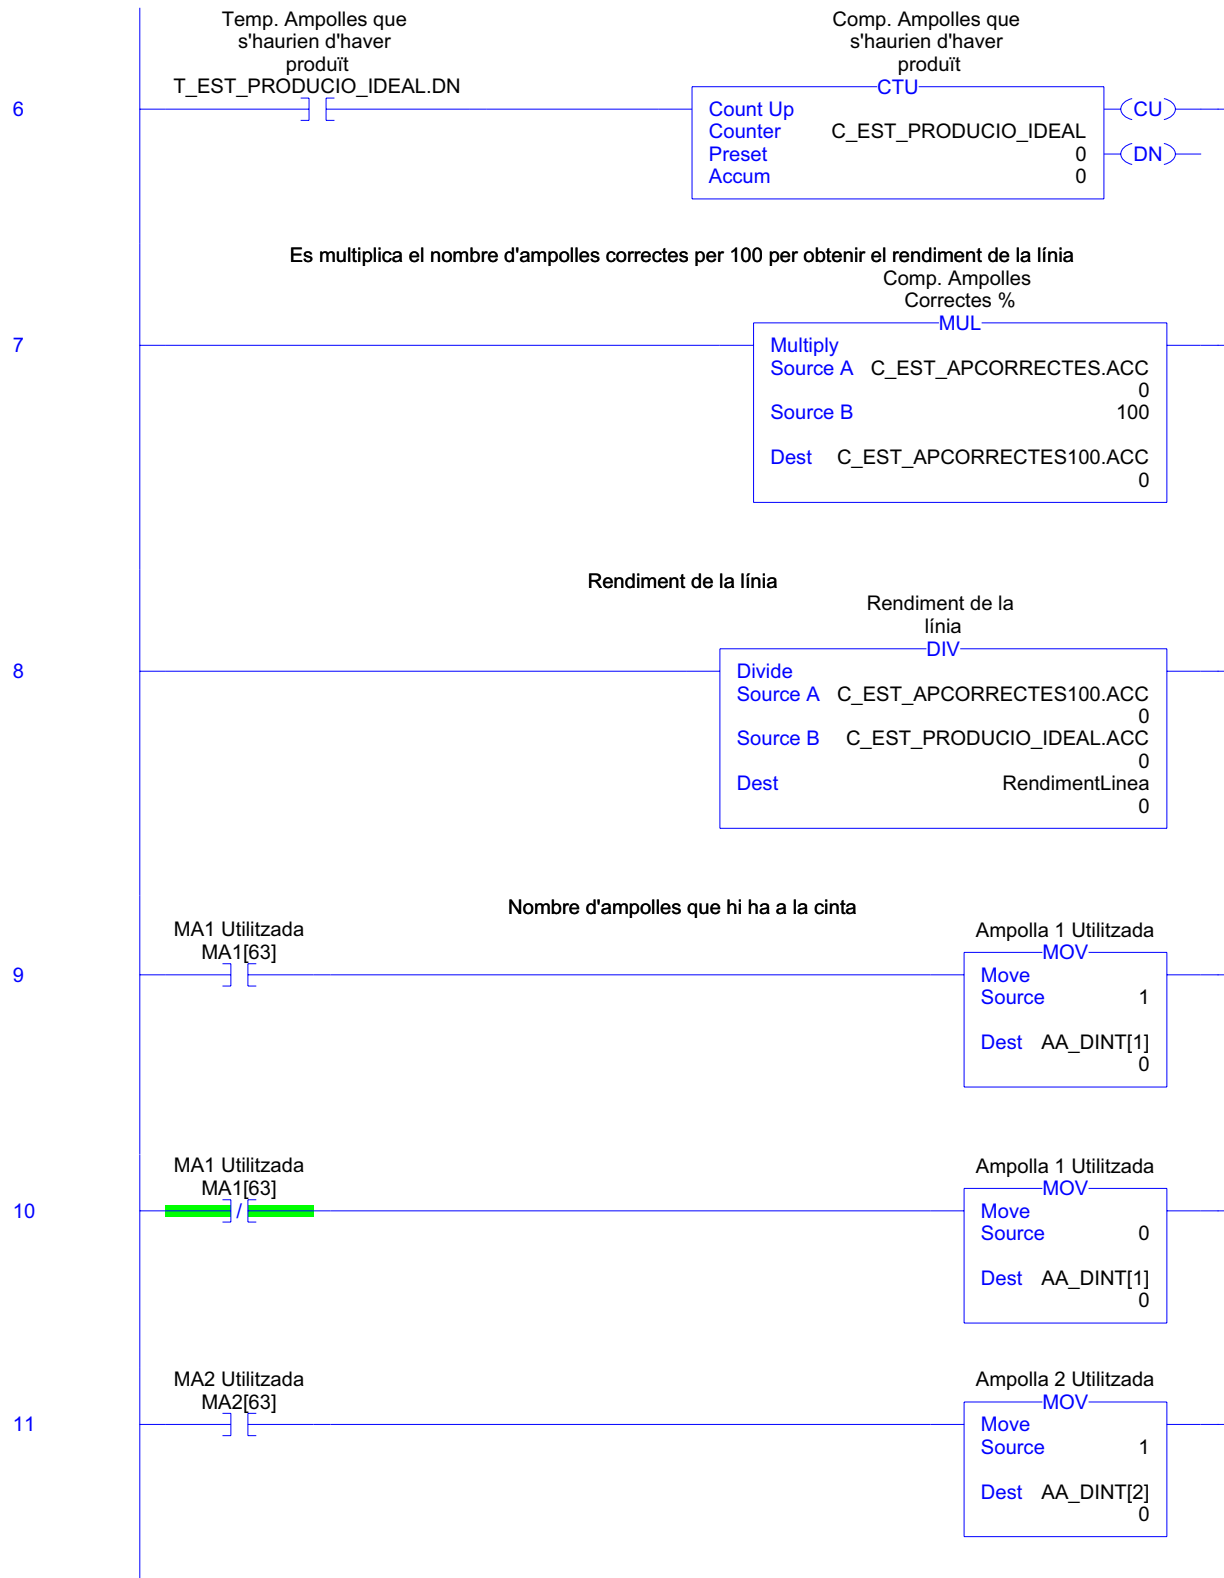 Temp. Ampolles que
s'haurien d'haver
produït
T_EST_PRODUCIO_IDEAL.DN
Comp. Ampolles que
s'haurien d'haver
produït
CTU
6
Count Up
Counter C_EST_PRODUCIO_IDEAL
Preset 0
Accum 0
CU
DN
Es multiplica el nombre d'ampolles correctes per 100 per obtenir el rendiment de la línia
Comp. Ampolles
Correctes %
MUL
7
Multiply
Source A C_EST_APCORRECTES.ACC
0
Source B 100
Dest C_EST_APCORRECTES100.ACC
0
Rendiment de la línia
Rendiment de la
línia
DIV
8
Divide
Source A C_EST_APCORRECTES100.ACC
0
Source B C_EST_PRODUCIO_IDEAL.ACC
0
Dest RendimentLinea
0
Nombre d'ampolles que hi ha a la cinta
MA1 Utilitzada
MA1[63]
Ampolla 1 Utilitzada
MOV
9
Move
Source 1
Dest AA_DINT[1]
0
MA1 Utilitzada
MA1[63]
/
Ampolla 1 Utilitzada
MOV
10
Move
Source 0
Dest AA_DINT[1]
0
MA2 Utilitzada
MA2[63]
Ampolla 2 Utilitzada
MOV
11
Move
Source 1
Dest AA_DINT[2]
0